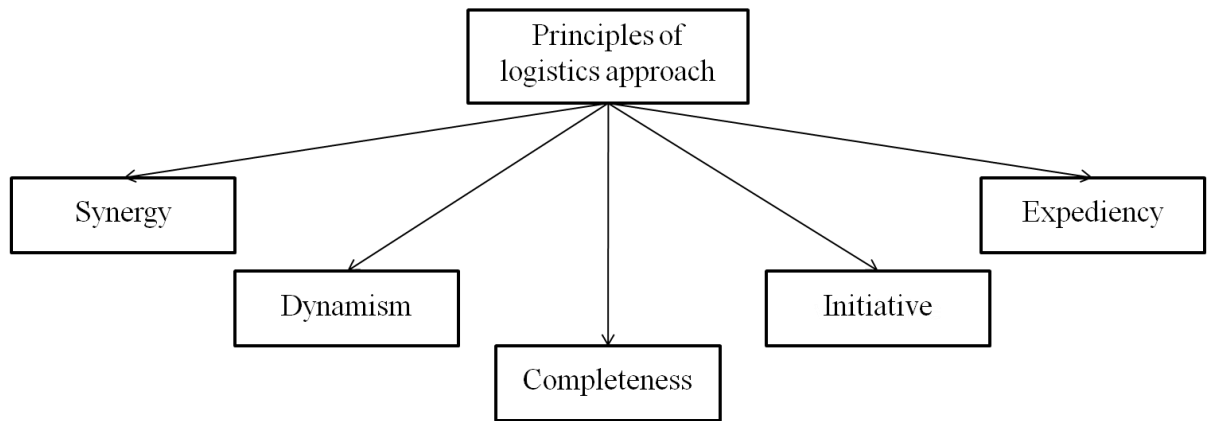 Principles of
logistics approach
Synergy
Expediency
Dynamism
Initiative
Completeness